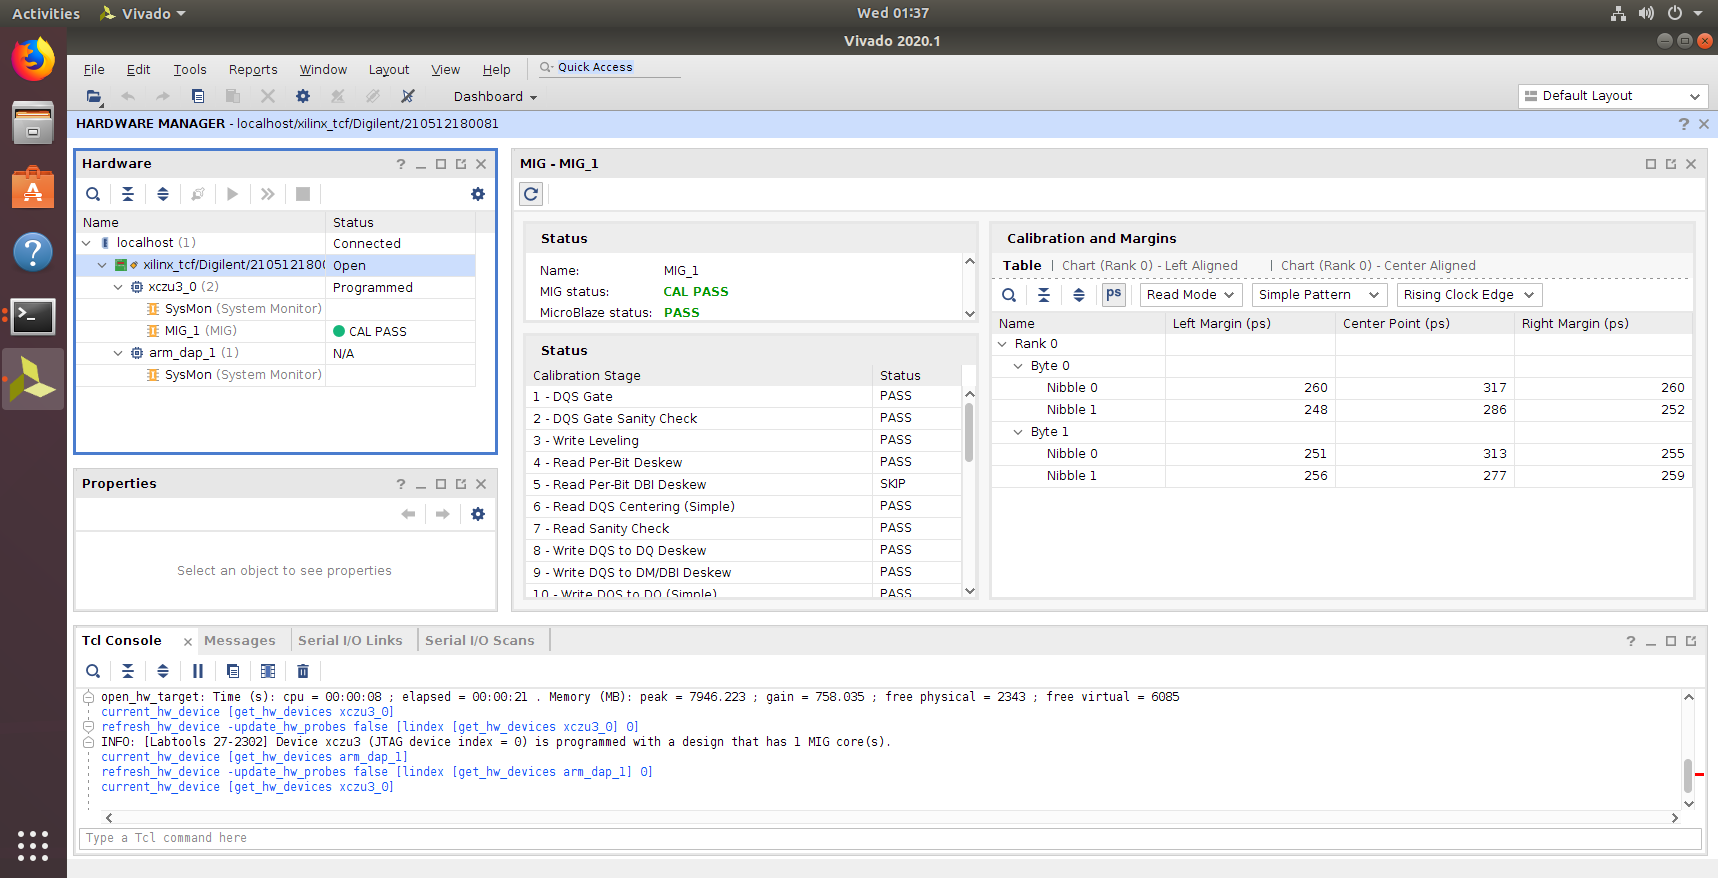 Activities Vivado Wed 01:37
Vivado 2020.1
File Edit Tools Reports Window Layout View Help Quick Access
Dashboard Default Layout
HARDWARE MANAGER - localhost/xilinx_tcf/Digilent/210512180081
Hardware
Name Status
localhost (1) Connected
xilinx_tcf/Digilent/210512180 Open
xczu3_0 (2) Programmed
SysMon (System Monitor)
MIG_1 (MIG) CAL PASS
arm_dap_1 (1) N/A
SysMon (System Monitor)
Properties
Select an object to see properties
MIG - MIG_1
Status
Name: MIG_1
MIG status: CAL PASS
MicroBlaze status: PASS
Status
Calibration Stage Status
1 - DQS Gate PASS
2 - DQS Gate Sanity Check PASS
3 - Write Leveling PASS
4 - Read Per-Bit Deskew PASS
5 - Read Per-Bit DBI Deskew SKIP
6 - Read DQS Centering (Simple) PASS
7 - Read Sanity Check PASS
8 - Write DQS to DQ Deskew PASS
9 - Write DQS to DM/DBI Deskew PASS
10 - Write DQS to DQ (Simple) PASS
Calibration and Margins
Table | Chart (Rank 0) - Left Aligned | Chart (Rank 0) - Center Aligned
ps Read Mode Simple Pattern Rising Clock Edge
Name Left Margin (ps) Center Point (ps) Right Margin (ps)
Rank 0
Byte 0
Nibble 0 260 317 260
Nibble 1 248 286 252
Byte 1
Nibble 0 251 313 255
Nibble 1 256 277 259
Tcl Console Messages Serial I/O Links Serial I/O Scans
open_hw_target: Time (s): cpu = 00:00:08 ; elapsed = 00:00:21 . Memory (MB): peak = 7946.223 ; gain = 758.035 ; free physical = 2343 ; free virtual = 6085
current_hw_device [get_hw_devices xczu3_0]
refresh_hw_device -update_hw_probes false [lindex [get_hw_devices xczu3_0] 0]
INFO: [Labtools 27-2302] Device xczu3 (JTAG device index = 0) is programmed with a design that has 1 MIG core(s).
current_hw_device [get_hw_devices arm_dap_1]
refresh_hw_device -update_hw_probes false [lindex [get_hw_devices arm_dap_1] 0]
current_hw_device [get_hw_devices xczu3_0]
Type a Tcl command here